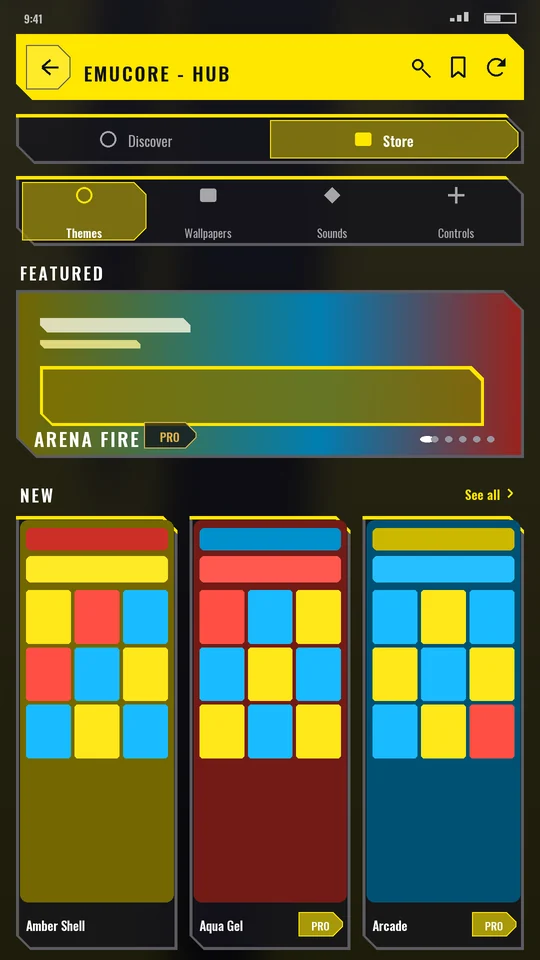 9:41
EMUCORE - HUB
Discover
Store
Themes
Wallpapers
Sounds
Controls
FEATURED
ARENA FIRE
PRO
NEW
See all
Amber Shell
Aqua Gel
PRO
Arcade
PRO